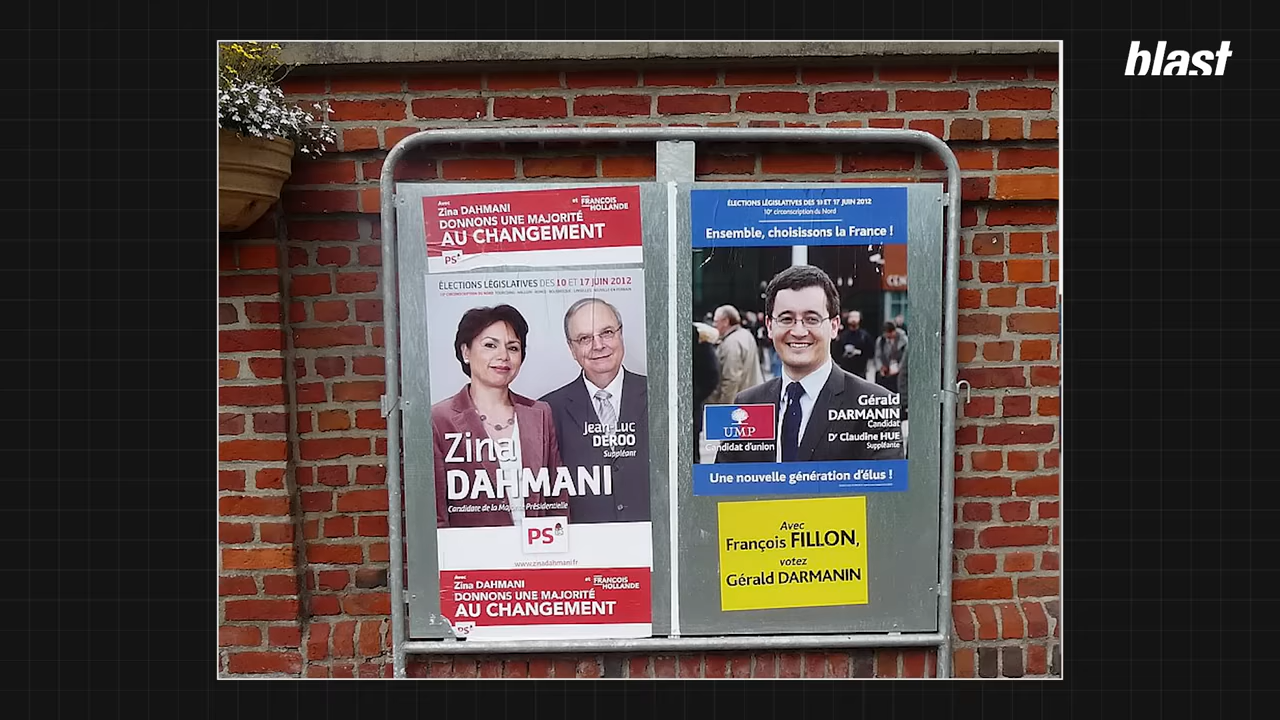 blast
Avec
Zina DAHMANI
et FRANÇOIS
HOLLANDE
DONNONS UNE MAJORITÉ
AU CHANGEMENT
PS
ÉLECTIONS LÉGISLATIVES DES 10 ET 17 JUIN 2012
Zina
DAHMANI
Jean-Luc
DEROO
Suppléant
Candidate de la Majorité Présidentielle
PS
www.zinadahmani.fr
Avec
Zina DAHMANI
et FRANÇOIS
HOLLANDE
DONNONS UNE MAJORITÉ
AU CHANGEMENT
PS
ÉLECTIONS LÉGISLATIVES DES 10 ET 17 JUIN 2012
10e circonscription du Nord
Ensemble, choisissons la France !
UMP
Candidat d'union
Gérald
DARMANIN
Candidat
Dr Claudine HUE
Suppléante
Une nouvelle génération d'élus !
Avec
François FILLON,
votez
Gérald DARMANIN